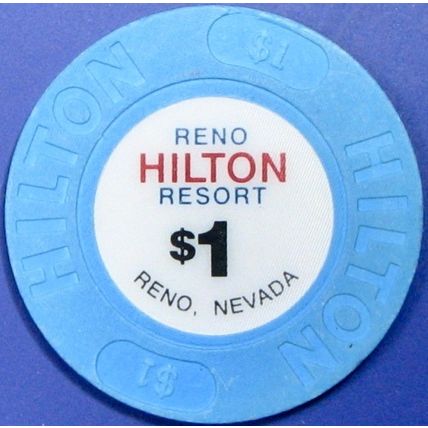 $1
HILTON
HILTON
RENO
HILTON
RESORT
$1
RENO, NEVADA
$1